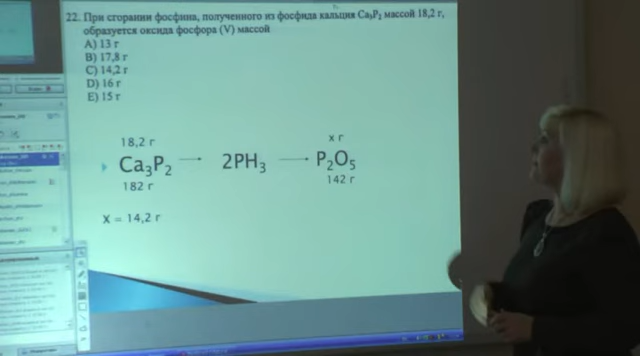 22. При сгорании фосфина, полученного из фосфида кальция Ca₃P₂ массой 18,2 г,
образуется оксида фосфора (V) массой
A) 13 г
B) 17,8 г
C) 14,2 г
D) 16 г
E) 15 г
18,2 г
x г
Ca₃P₂ → 2PH₃ → P₂O₅
182 г
142 г
X = 14,2 г